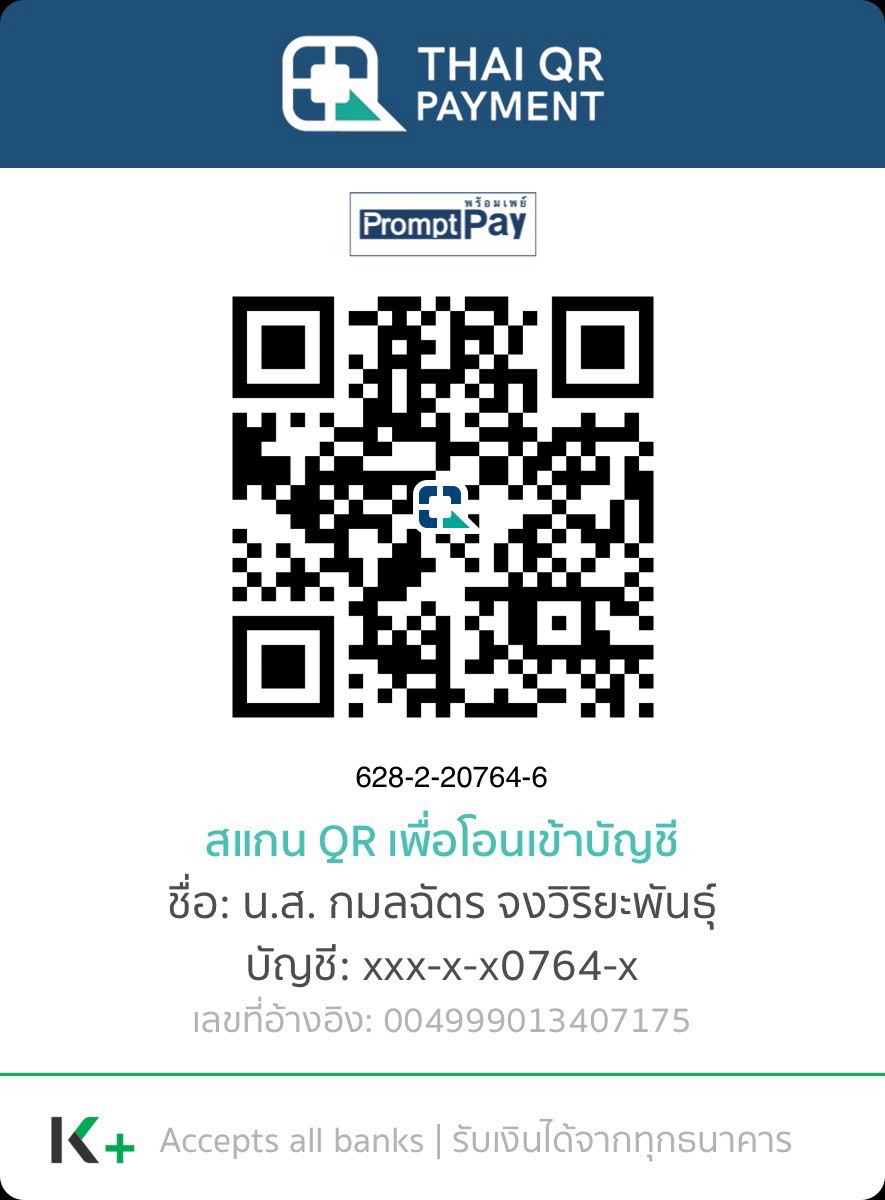 THAI QR
PAYMENT
พร้อมเพย์
PromptPay
628-2-20764-6
สแกน QR เพื่อโอนเข้าบัญชี
ชื่อ: น.ส. กมลฉัตร จงวิริยะพันธุ์
บัญชี: xxx-x-x0764-x
เลขที่อ้างอิง: 004999013407175
K+ Accepts all banks | รับเงินได้จากทุกธนาคาร